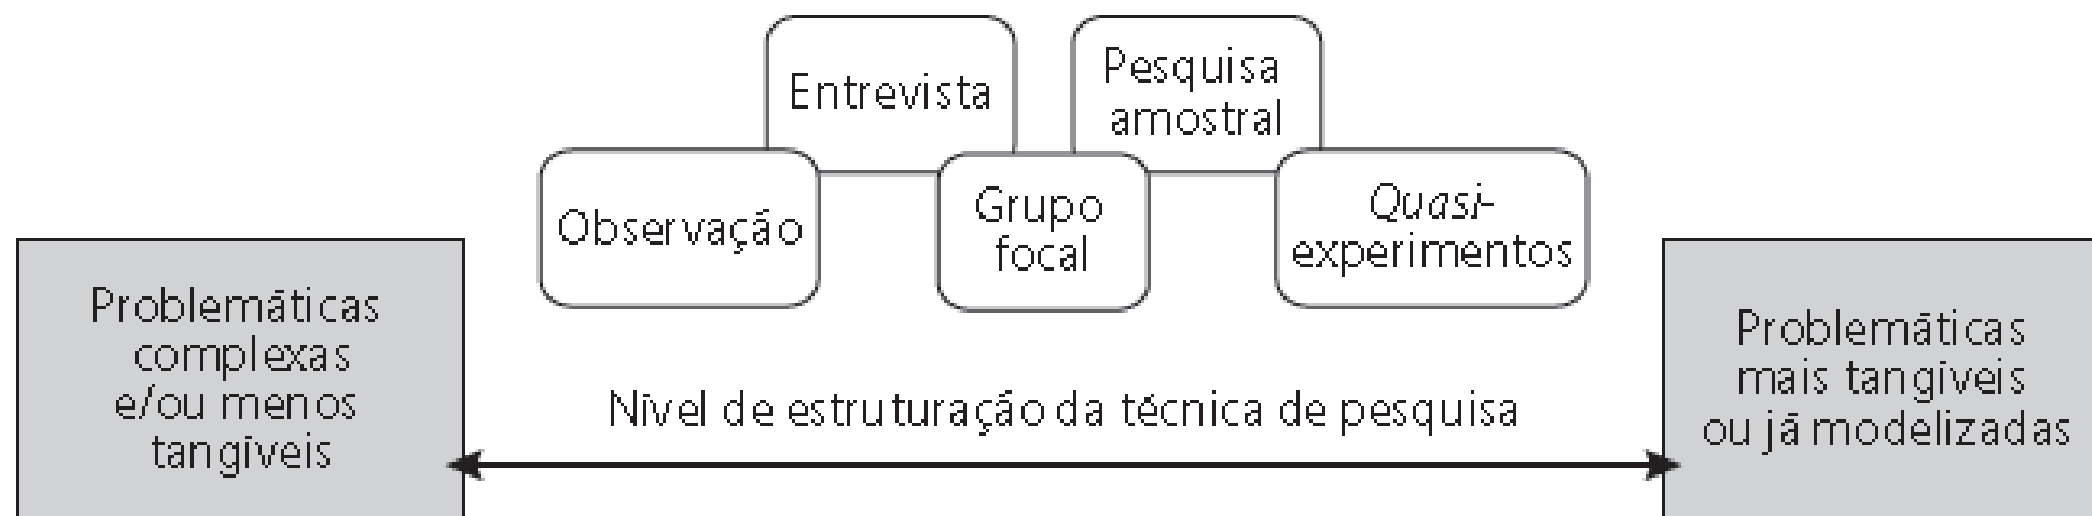 Entrevista
Pesquisa
amostral
Observação
Grupo
focal
Quasi-
experimentos
Problemáticas
complexas
e/ou menos
tangíveis
Nível de estruturação da técnica de pesquisa
Problemáticas
mais tangíveis
ou já modelizadas